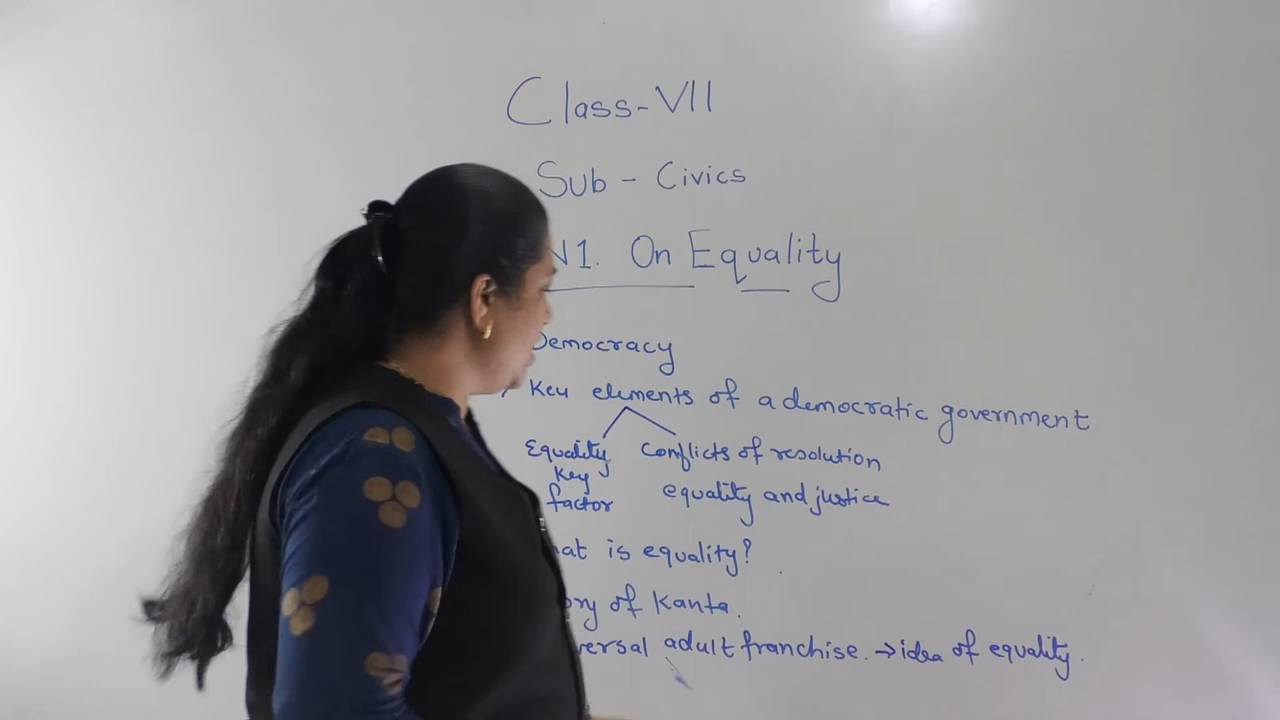 Class-VII
Sub - Civics
N1. On Equality
Democracy
Key elements of a democratic government
Equality Conflicts of resolution
Key
factor equality and justice
is equality?
of Kanta.
adult franchise. → idea of equality.